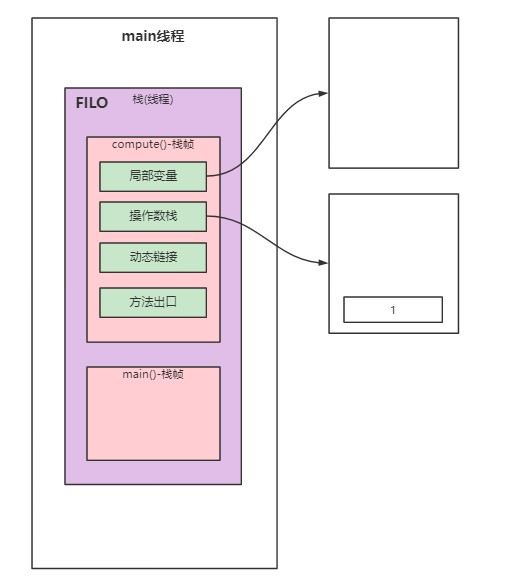 main线程
FILO
栈(线程)
compute()-栈帧
局部变量
操作数栈
动态链接
方法出口
1
main()-栈帧